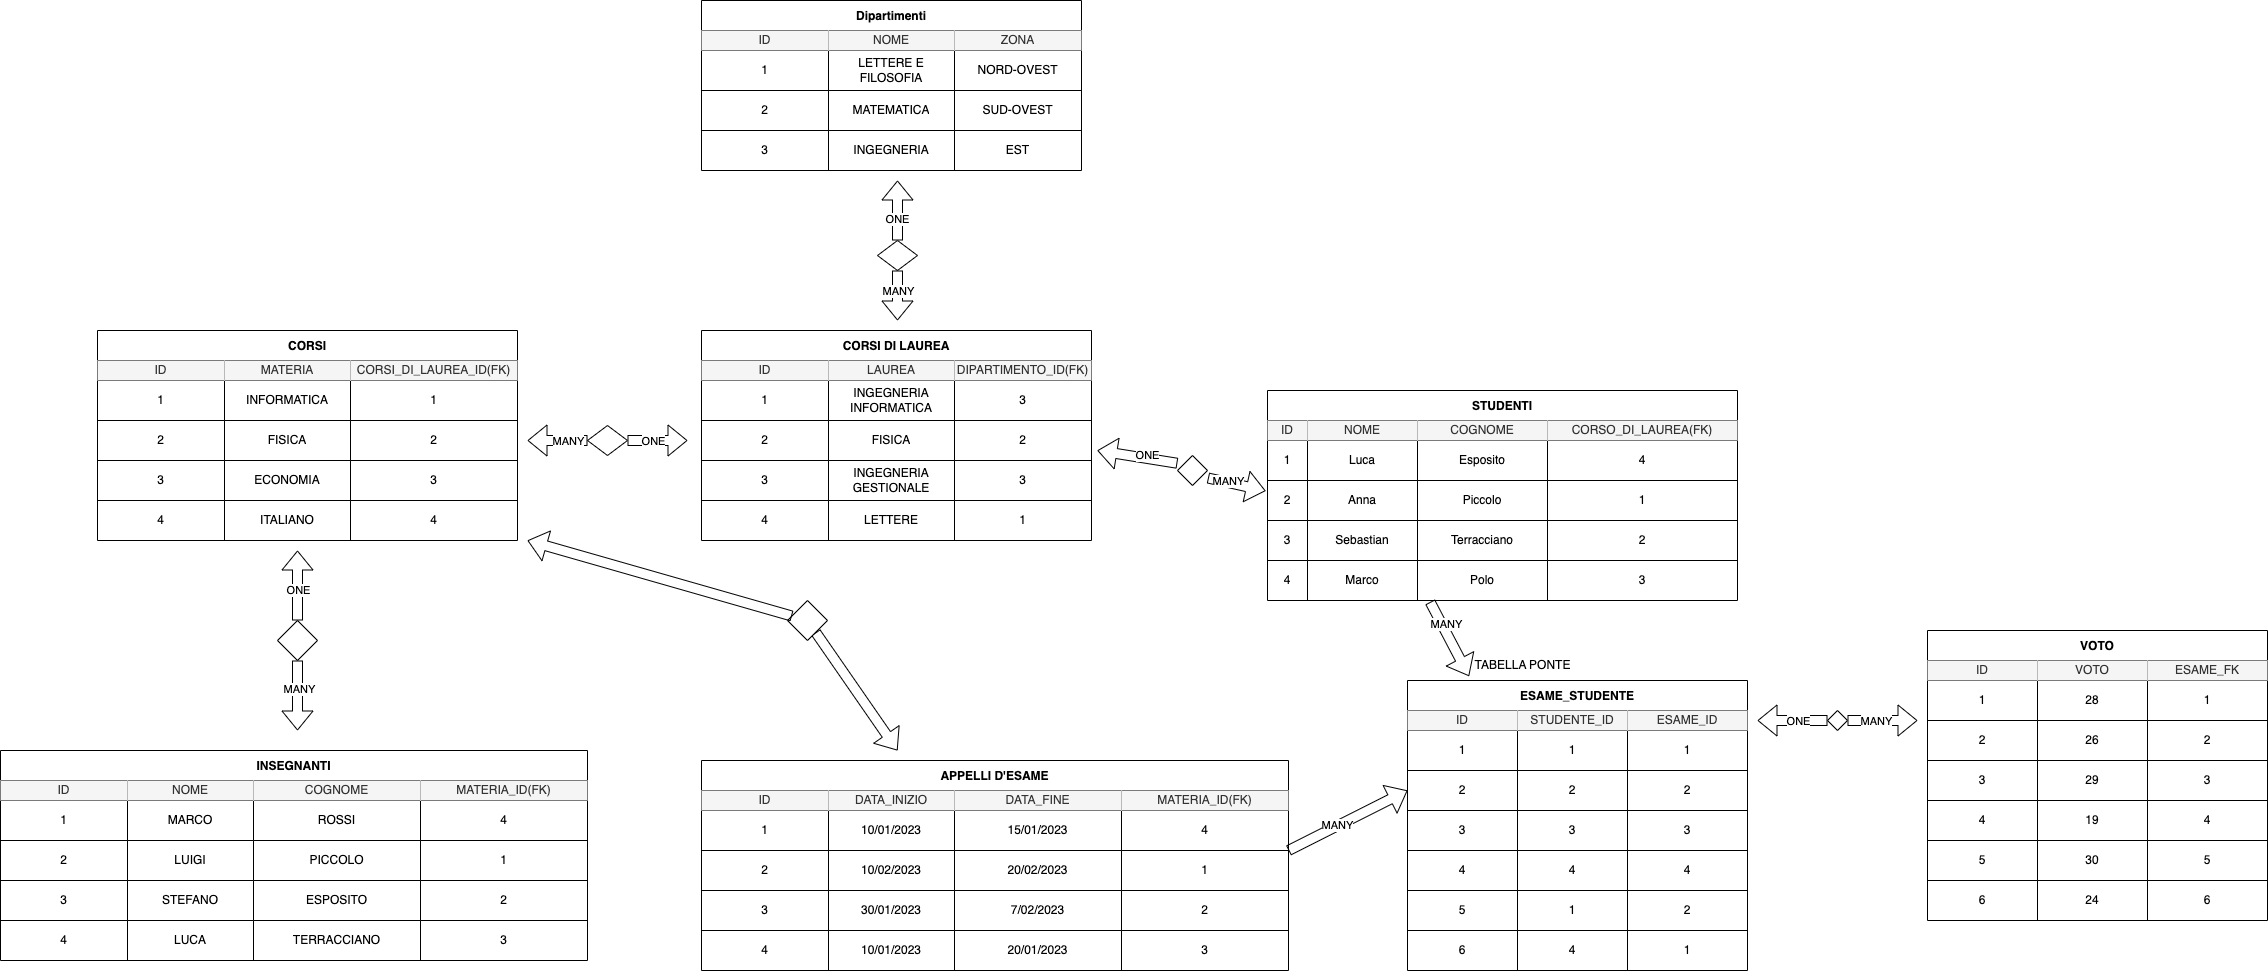 Dipartimenti
ID NOME ZONA
1 LETTERE E FILOSOFIA NORD-OVEST
2 MATEMATICA SUD-OVEST
3 INGEGNERIA EST
ONE
MANY
CORSI
ID MATERIA CORSI_DI_LAUREA_ID(FK)
1 INFORMATICA 1
2 FISICA 2
3 ECONOMIA 3
4 ITALIANO 4
MANY
ONE
CORSI DI LAUREA
ID LAUREA DIPARTIMENTO_ID(FK)
1 INGEGNERIA INFORMATICA 3
2 FISICA 2
3 INGEGNERIA GESTIONALE 3
4 LETTERE 1
ONE
MANY
STUDENTI
ID NOME COGNOME CORSO_DI_LAUREA(FK)
1 Luca Esposito 4
2 Anna Piccolo 1
3 Sebastian Terracciano 2
4 Marco Polo 3
ONE
MANY
MANY
TABELLA PONTE
INSEGNANTI
ID NOME COGNOME MATERIA_ID(FK)
1 MARCO ROSSI 4
2 LUIGI PICCOLO 1
3 STEFANO ESPOSITO 2
4 LUCA TERRACCIANO 3
APPELLI D'ESAME
ID DATA_INIZIO DATA_FINE MATERIA_ID(FK)
1 10/01/2023 15/01/2023 4
2 10/02/2023 20/02/2023 1
3 30/01/2023 7/02/2023 2
4 10/01/2023 20/01/2023 3
MANY
ESAME_STUDENTE
ID STUDENTE_ID ESAME_ID
1 1 1
2 2 2
3 3 3
4 4 4
5 1 2
6 4 1
ONE
MANY
VOTO
ID VOTO ESAME_FK
1 28 1
2 26 2
3 29 3
4 19 4
5 30 5
6 24 6